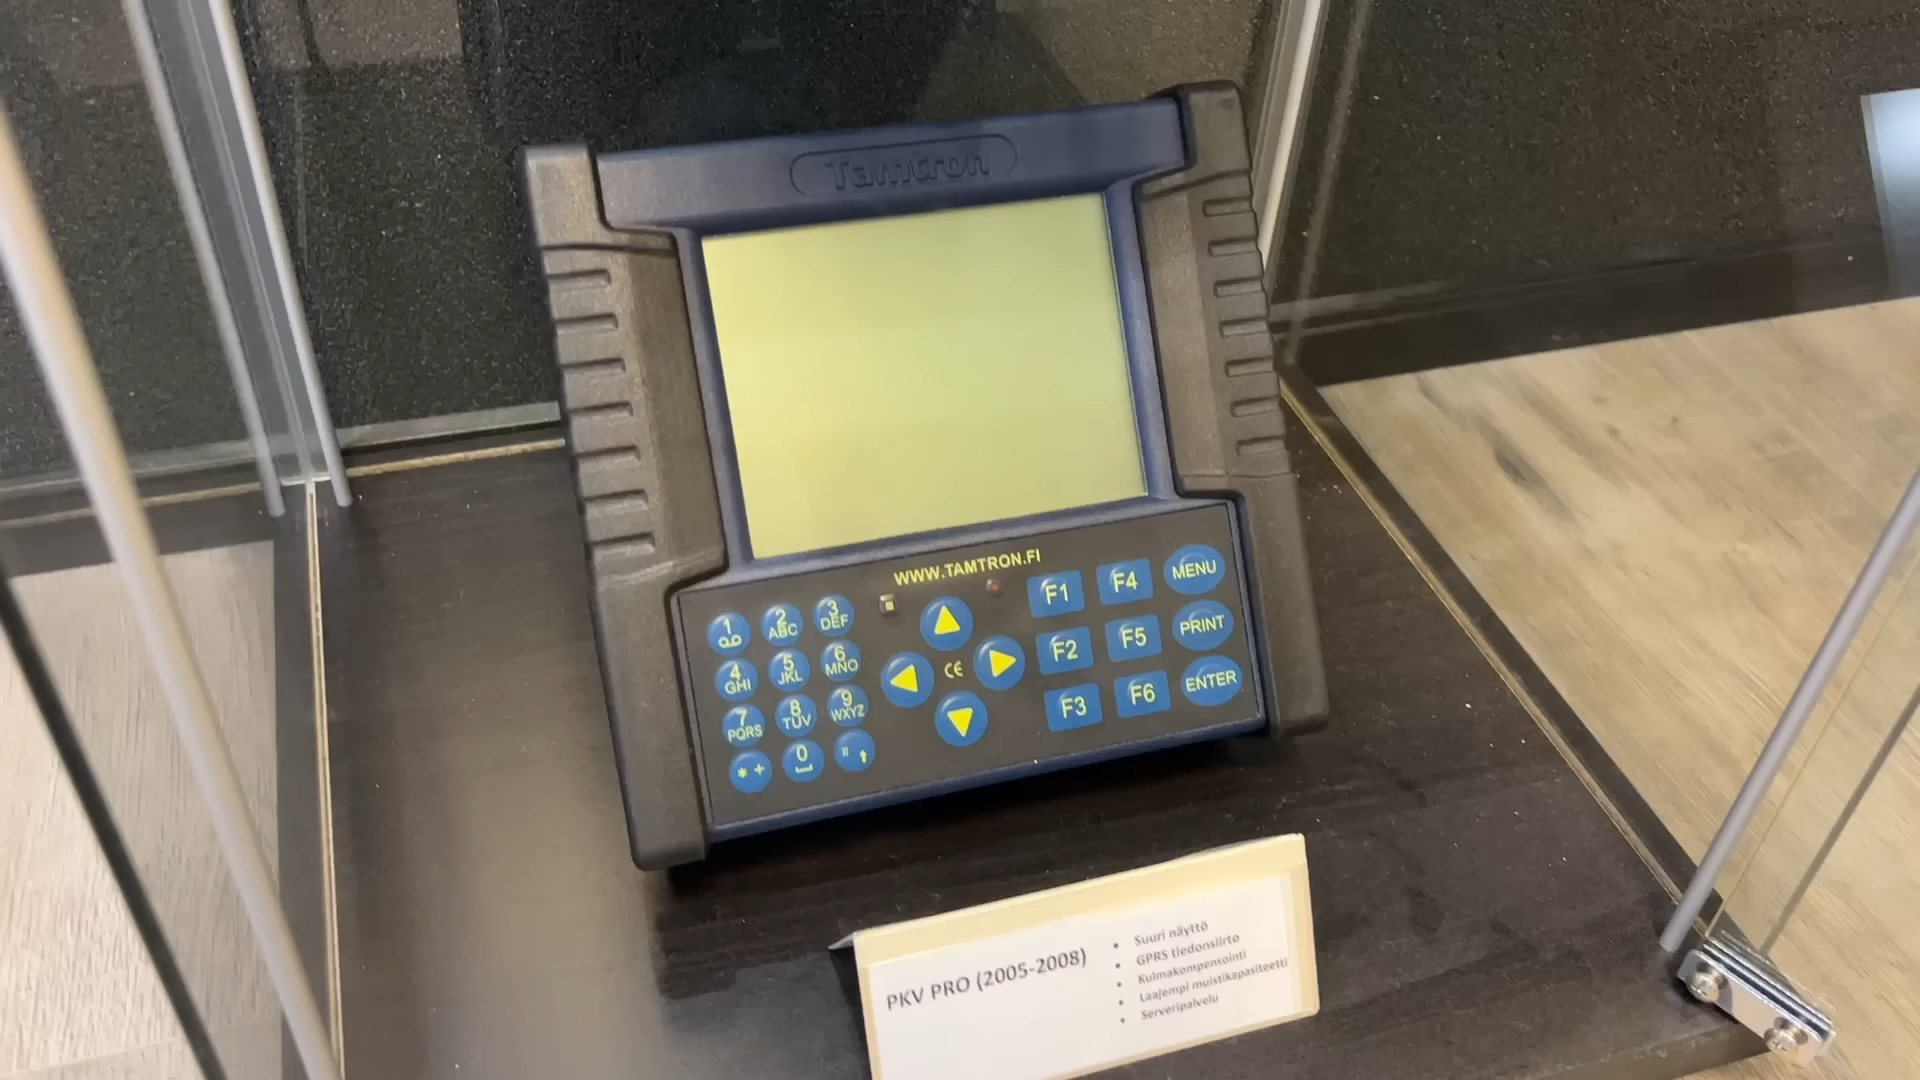 Tamtron
WWW.TAMTRON.FI
1
2 ABC
3 DEF
4 GHI
5 JKL
6 MNO
7 PQRS
8 TUV
9 WXYZ
* +
0
CE
F1
F4
MENU
F2
F5
PRINT
F3
F6
ENTER
PKV PRO (2005-2008)
• Suuri näyttö
• GPRS tiedonsiirto
• Kulmakompensointi
• Laajempi muistikapasiteetti
• Serveripalvelu